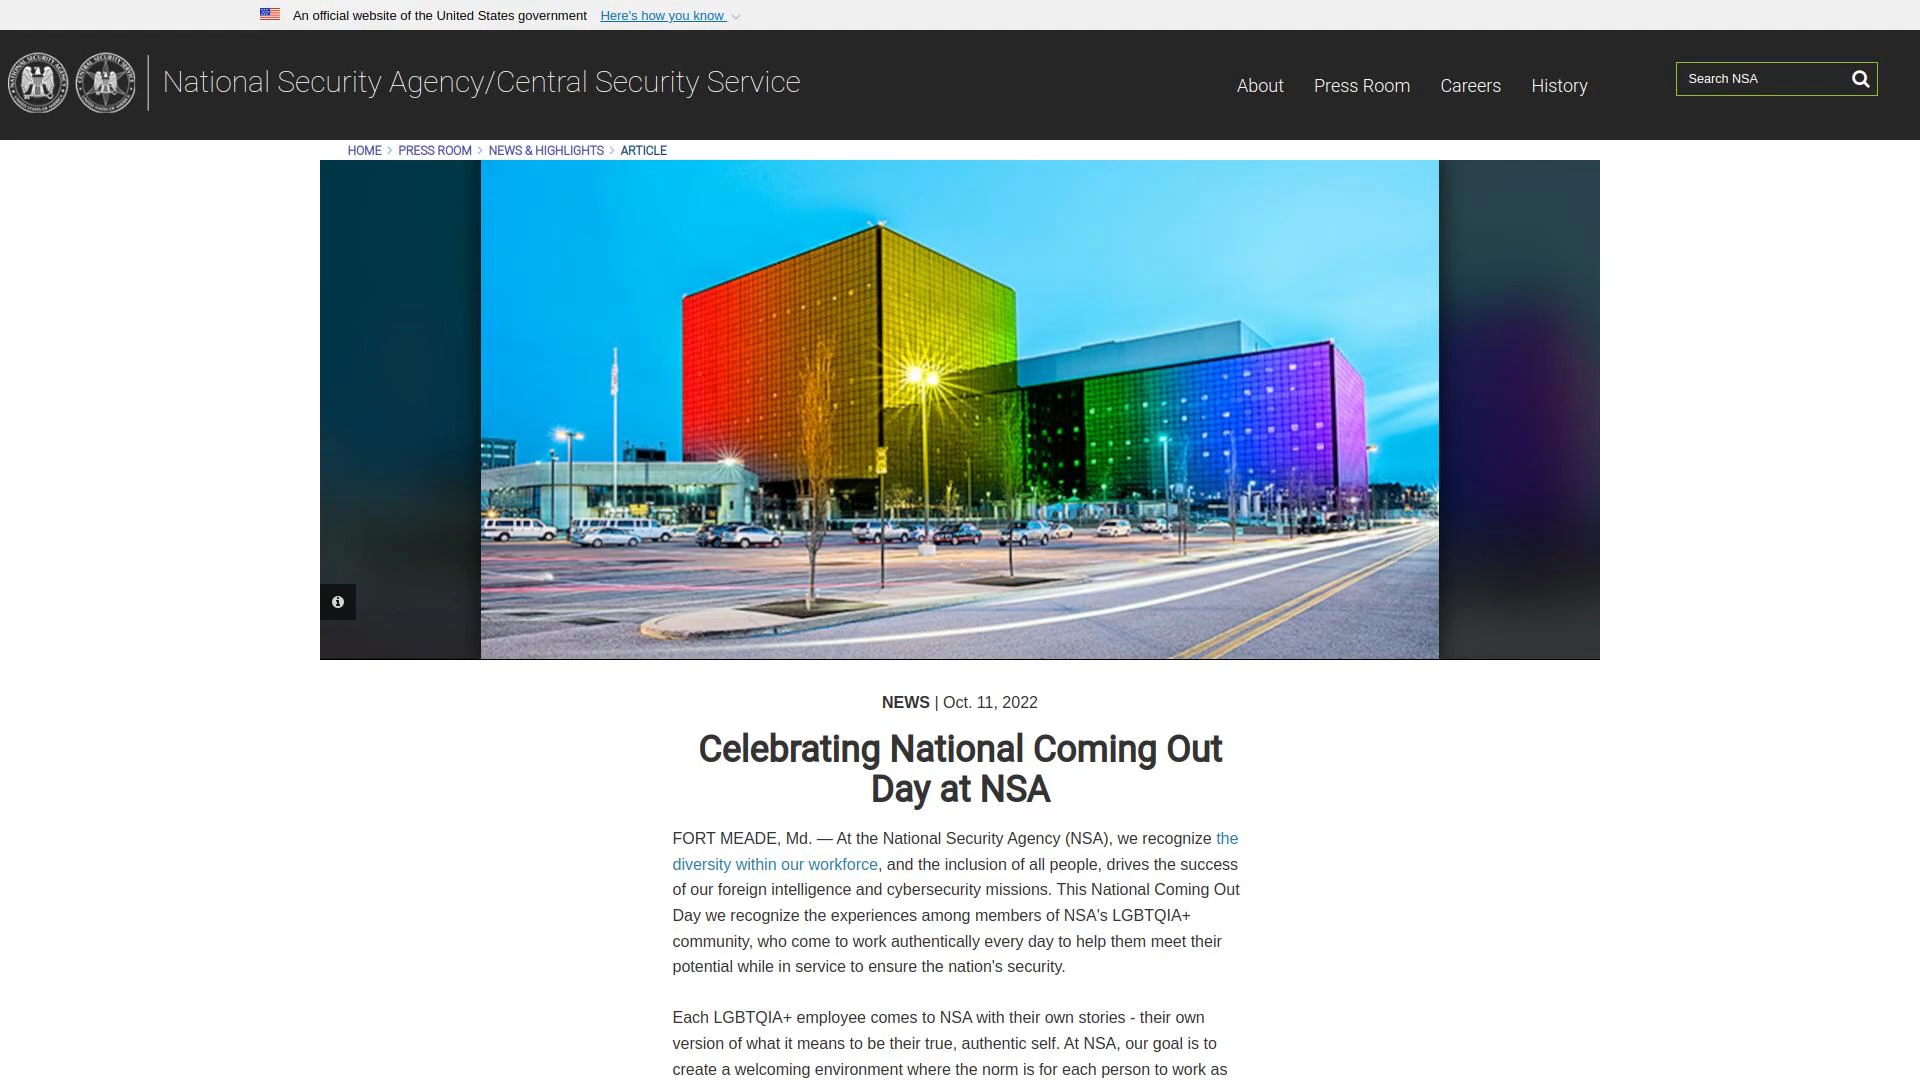 An official website of the United States government Here's how you know
National Security Agency/Central Security Service
About Press Room Careers History
Search NSA
HOME PRESS ROOM NEWS & HIGHLIGHTS ARTICLE
NEWS | Oct. 11, 2022
Celebrating National Coming Out
Day at NSA
FORT MEADE, Md. — At the National Security Agency (NSA), we recognize the
diversity within our workforce, and the inclusion of all people, drives the success
of our foreign intelligence and cybersecurity missions. This National Coming Out
Day we recognize the experiences among members of NSA's LGBTQIA+
community, who come to work authentically every day to help them meet their
potential while in service to ensure the nation's security.
Each LGBTQIA+ employee comes to NSA with their own stories - their own
version of what it means to be their true, authentic self. At NSA, our goal is to
create a welcoming environment where the norm is for each person to work as